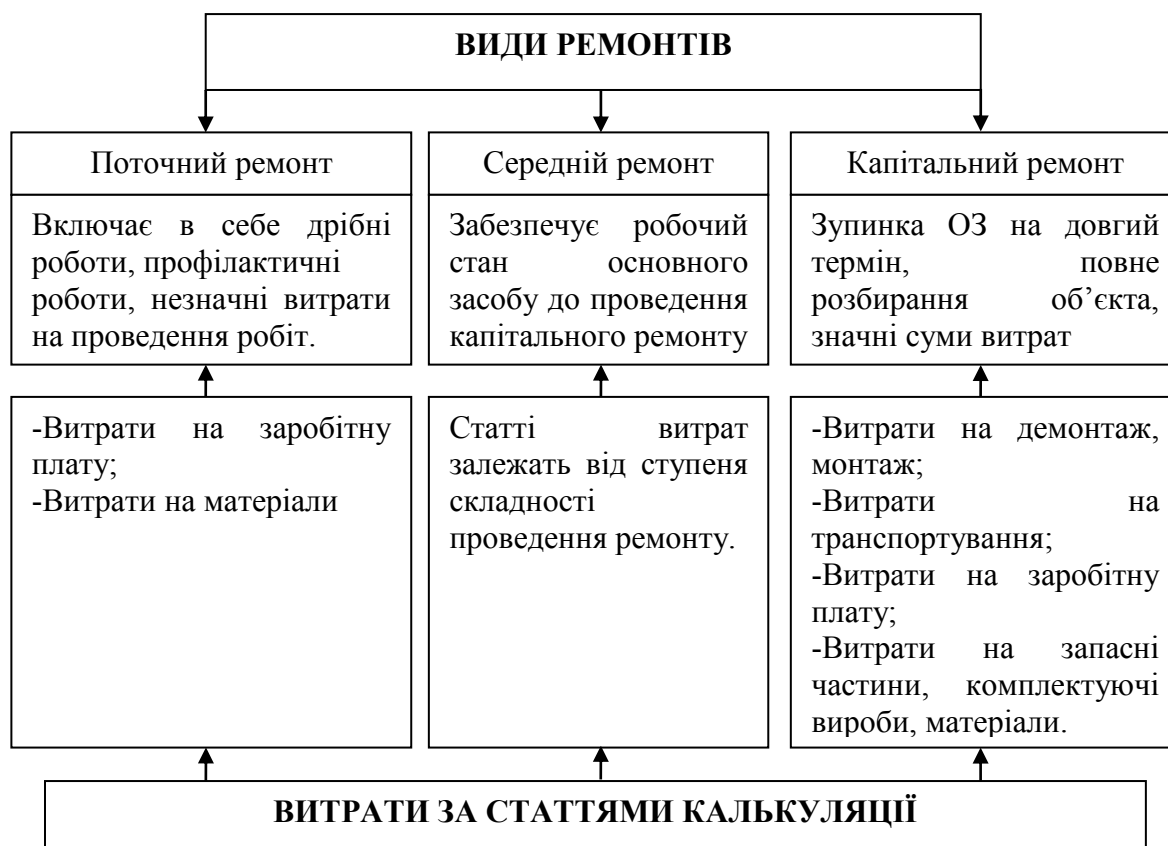 ВИДИ РЕМОНТІВ
Поточний ремонт
Включає в себе дрібні
роботи, профілактичні
роботи, незначні витрати
на проведення робіт.
Середній ремонт
Забезпечує робочий
стан основного
засобу до проведення
капітального ремонту
Капітальний ремонт
Зупинка ОЗ на довгий
термін, повне
розбирання об’єкта,
значні суми витрат
-Витрати на заробітну
плату;
-Витрати на матеріали
Статті витрат
залежать від ступеня
складності
проведення ремонту.
-Витрати на демонтаж,
монтаж;
-Витрати на
транспортування;
-Витрати на заробітну
плату;
-Витрати на запасні
частини, комплектуючі
вироби, матеріали.
ВИТРАТИ ЗА СТАТТЯМИ КАЛЬКУЛЯЦІЇ